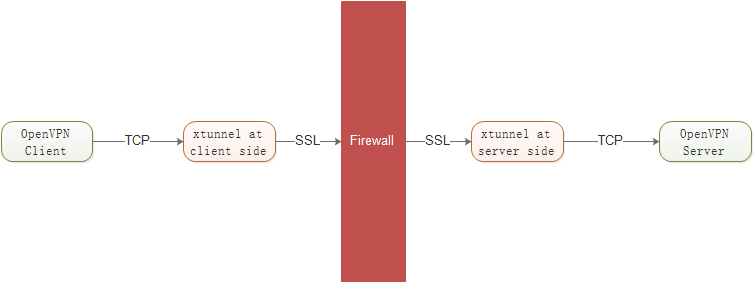 OpenVPN
Client
TCP
xtunnel at
client side
SSL
Firewall
SSL
xtunnel at
server side
TCP
OpenVPN
Server